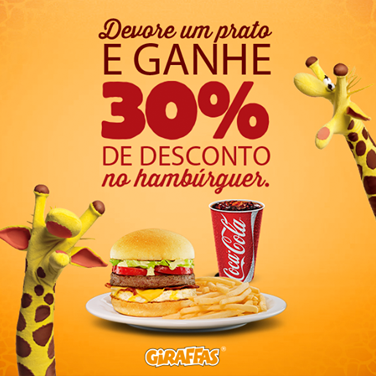 Devore um prato
E GANHE
30%
DE DESCONTO
no hambúrguer.
Coca-Cola
GIRAFFAS®